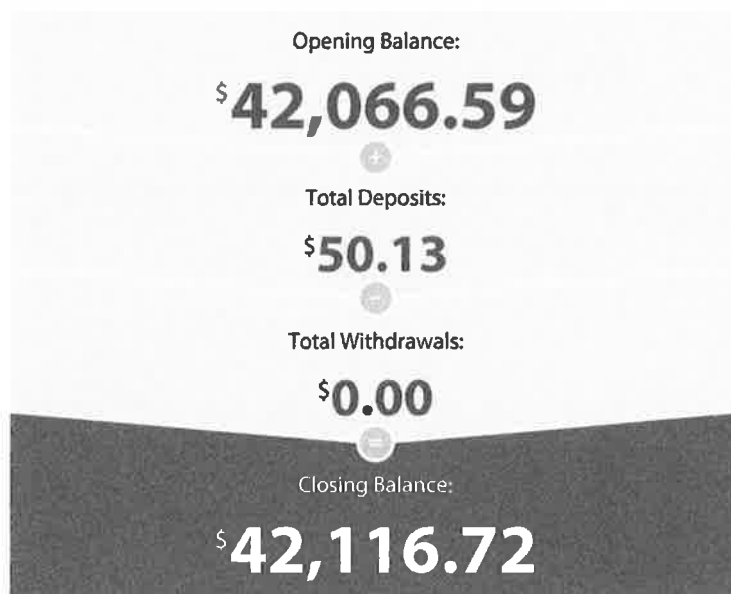 Opening Balance:
$42,066.59
+
Total Deposits:
$50.13
-
Total Withdrawals:
$0.00
=
Closing Balance:
$42,116.72